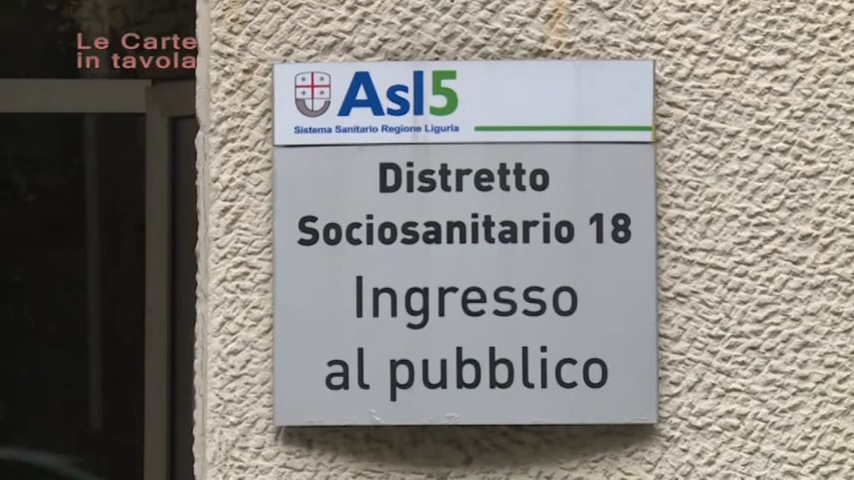 Le Carte
in tavola
Asl5
Sistema Sanitario Regione Liguria
Distretto
Sociosanitario 18
Ingresso
al pubblico